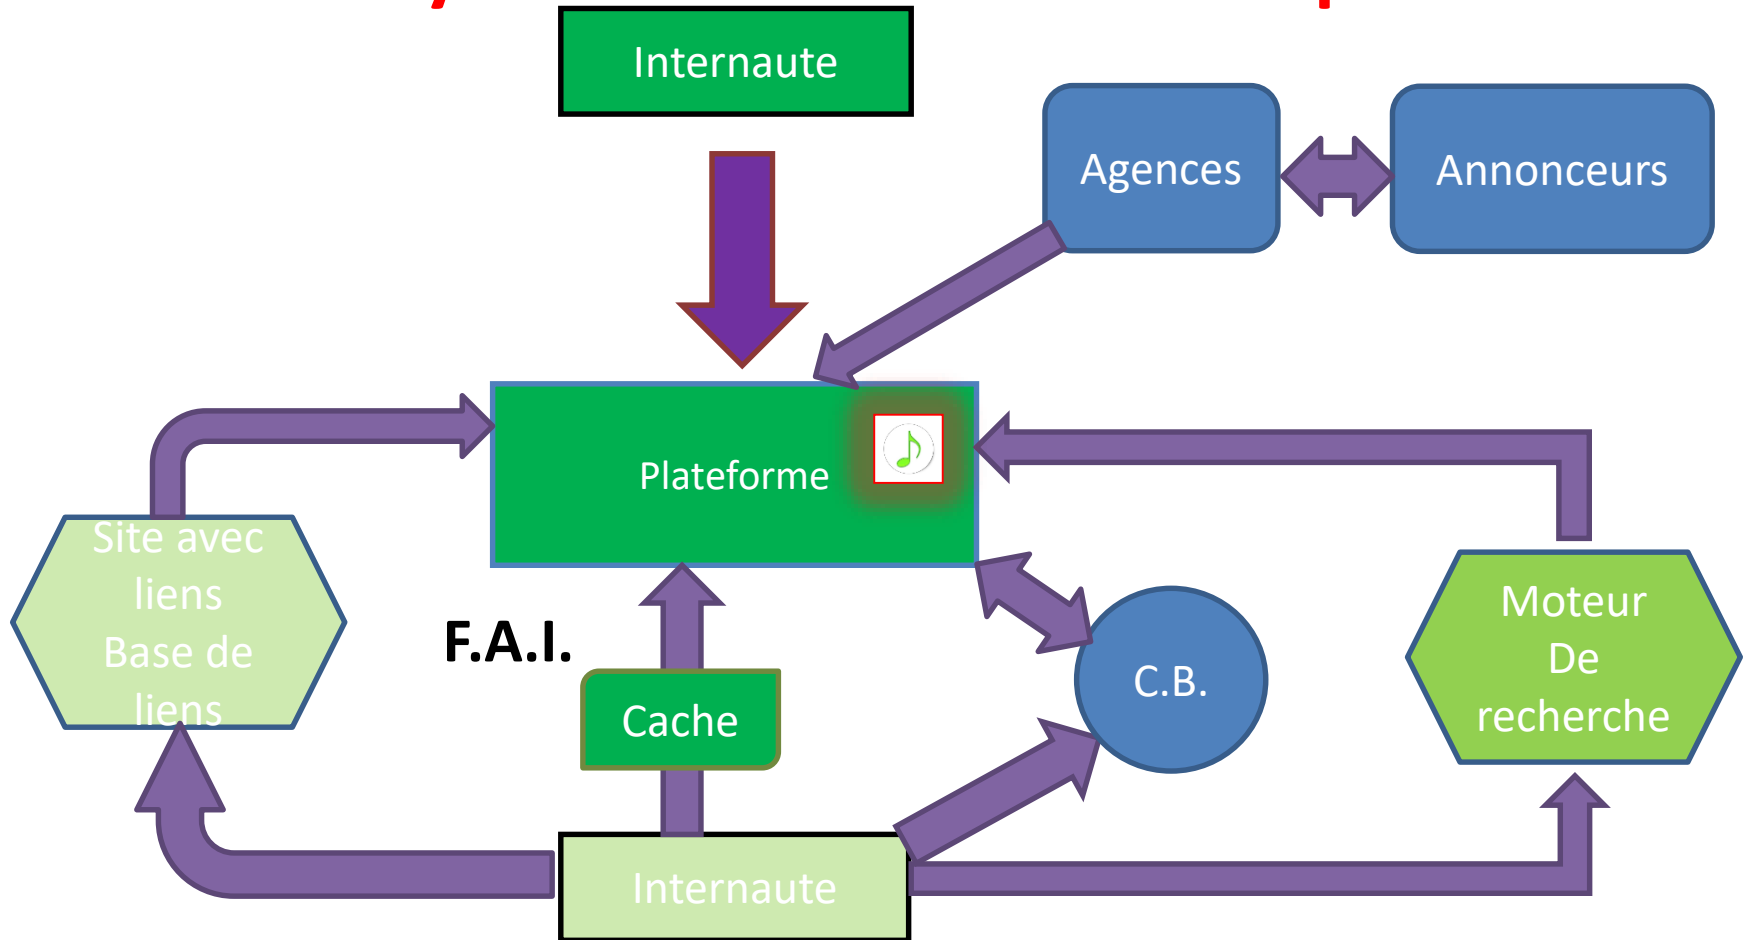 Internaute
Agences
Annonceurs
Plateforme
Site avec
liens
Base de
liens
F.A.I.
Cache
C.B.
Moteur
De
recherche
Internaute